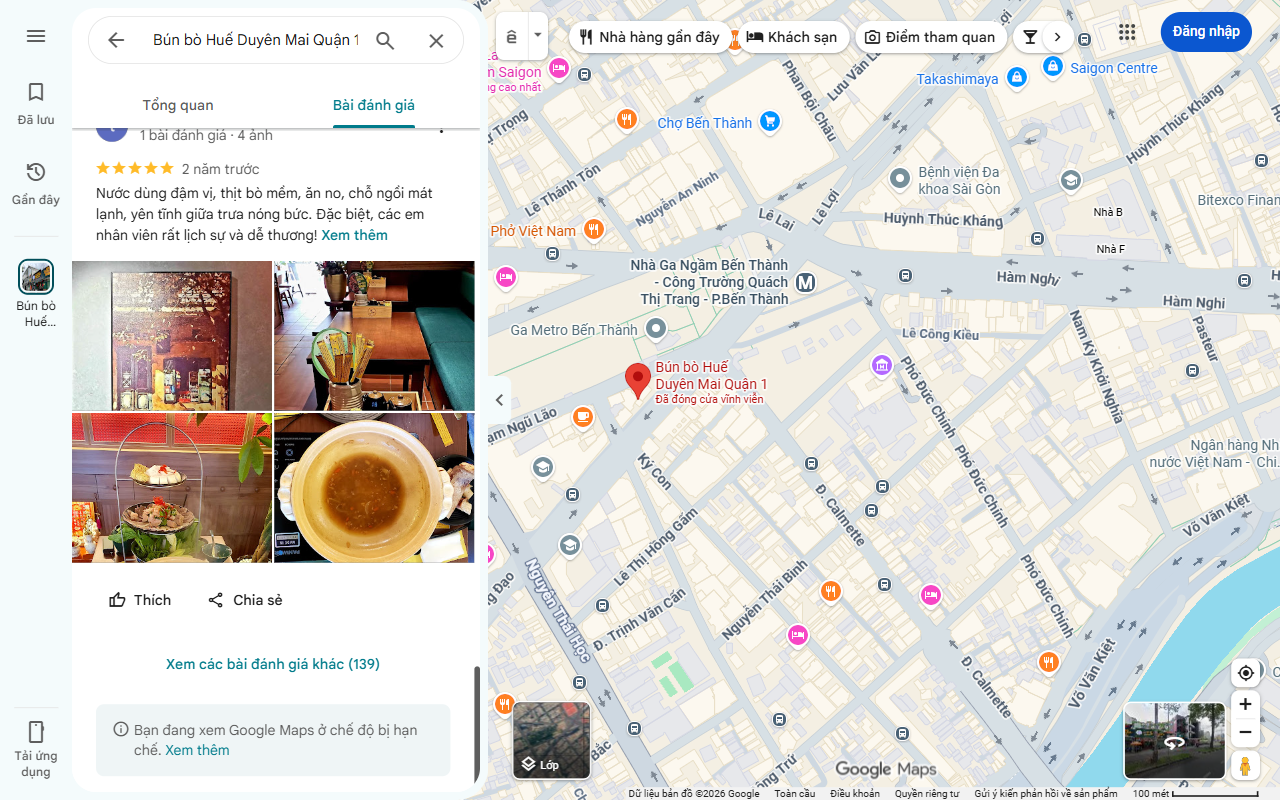 Bún bò Huế Duyên Mai Quận 1
Tổng quan
Bài đánh giá
1 bài đánh giá · 4 ảnh
2 năm trước
Nước dùng đậm vị, thịt bò mềm, ăn no, chỗ ngồi mát
lạnh, yên tĩnh giữa trưa nóng bức. Đặc biệt, các em
nhân viên rất lịch sự và dễ thương! Xem thêm
Thích
Chia sẻ
Xem các bài đánh giá khác (139)
Bạn đang xem Google Maps ở chế độ bị hạn
chế. Xem thêm
Đã lưu
Gần đây
Bún bò
Huế...
Tải ứng
dụng
Nhà hàng gần đây
Khách sạn
Điểm tham quan
Đăng nhập
n Saigon
ng cao nhất
Phan Bội Châu
Lưu Văn L
Takashimaya
Saigon Centre
Chợ Bến Thành
Huỳnh Thúc Kháng
Trọng
Lê Thánh Tôn
Nguyễn An Ninh
Bệnh viện Đa
khoa Sài Gòn
Lê Lợi
Lê Lai
Huỳnh Thúc Kháng
Nhà B
Bitexco Finan
Nhà F
Phở Việt Nam
Nhà Ga Ngầm Bến Thành
- Công Trường Quách
Thị Trang - P.Bến Thành
Hàm Nghi
Hàm Nghi
Ga Metro Bến Thành
Lê Công Kiều
Nam Kỳ Khởi Nghĩa
Pasteur
Bún bò Huế
Duyên Mai Quận 1
Đã đóng cửa vĩnh viễn
Phó Đức Chính
ạm Ngũ Lão
Ký Con
Phó Đức Chính
Ngân hàng Nh
nước Việt Nam - Chi...
Đ. Calmette
Võ Văn Kiệt
Lê Thị Hồng Gấm
Nguyễn Thái Học
Nguyễn Thái Bình
Phó Đức Chính
ng Đạo
Đ. Trịnh Văn Cấn
Đ. Calmette
Võ Văn Kiệt
Bắc
ông Trứ
Lớp
Google Maps
Dữ liệu bản đồ ©2026 Google
Toàn cầu
Điều khoản
Quyền riêng tư
Gửi ý kiến phản hồi về sản phẩm
100 mét